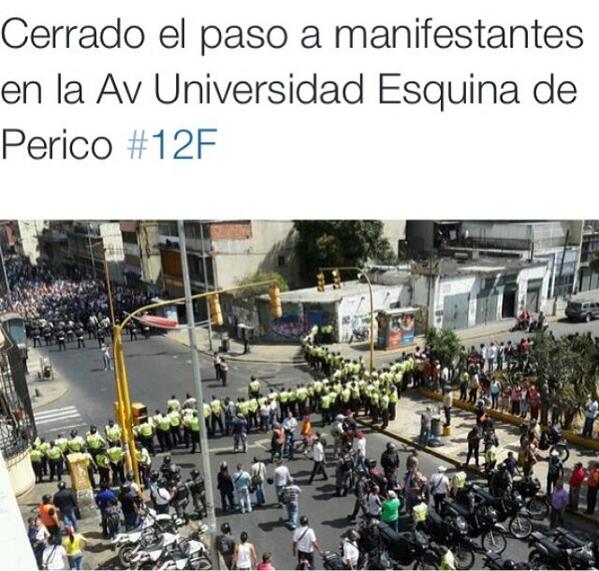 Cerrado el paso a manifestantes
en la Av Universidad Esquina de
Perico #12F